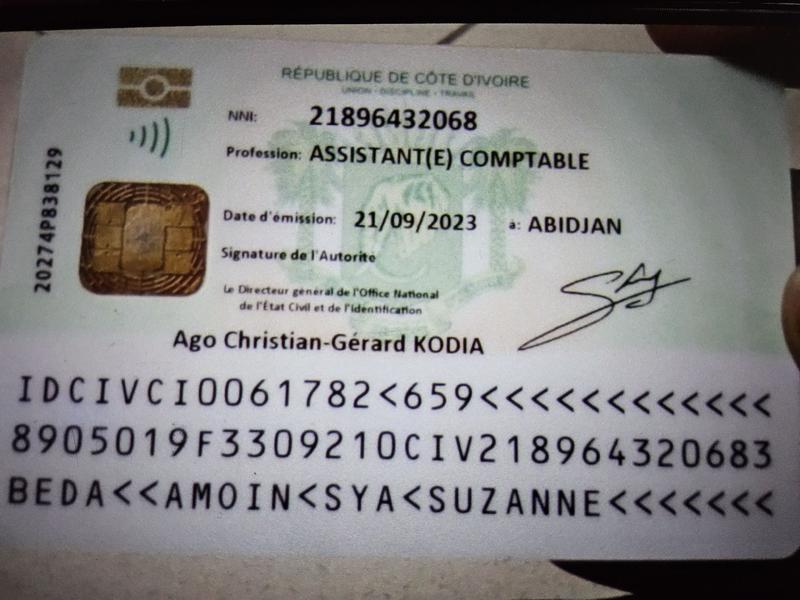 RÉPUBLIQUE DE CÔTE D'IVOIRE
UNION - DISCIPLINE - TRAVAIL
NNI: 21896432068
Profession: ASSISTANT(E) COMPTABLE
20274P838129
Date d'émission: 21/09/2023 à: ABIDJAN
Signature de l'Autorité
Le Directeur général de l'Office National
de l'État Civil et de l'Identification
Ago Christian-Gérard KODIA
IDCIVCI0061782<659<<<<<<<<<<<<
8905019F3309210CIV218964320683
BEDA<<AMOIN<SYA<SUZANNE<<<<<<<